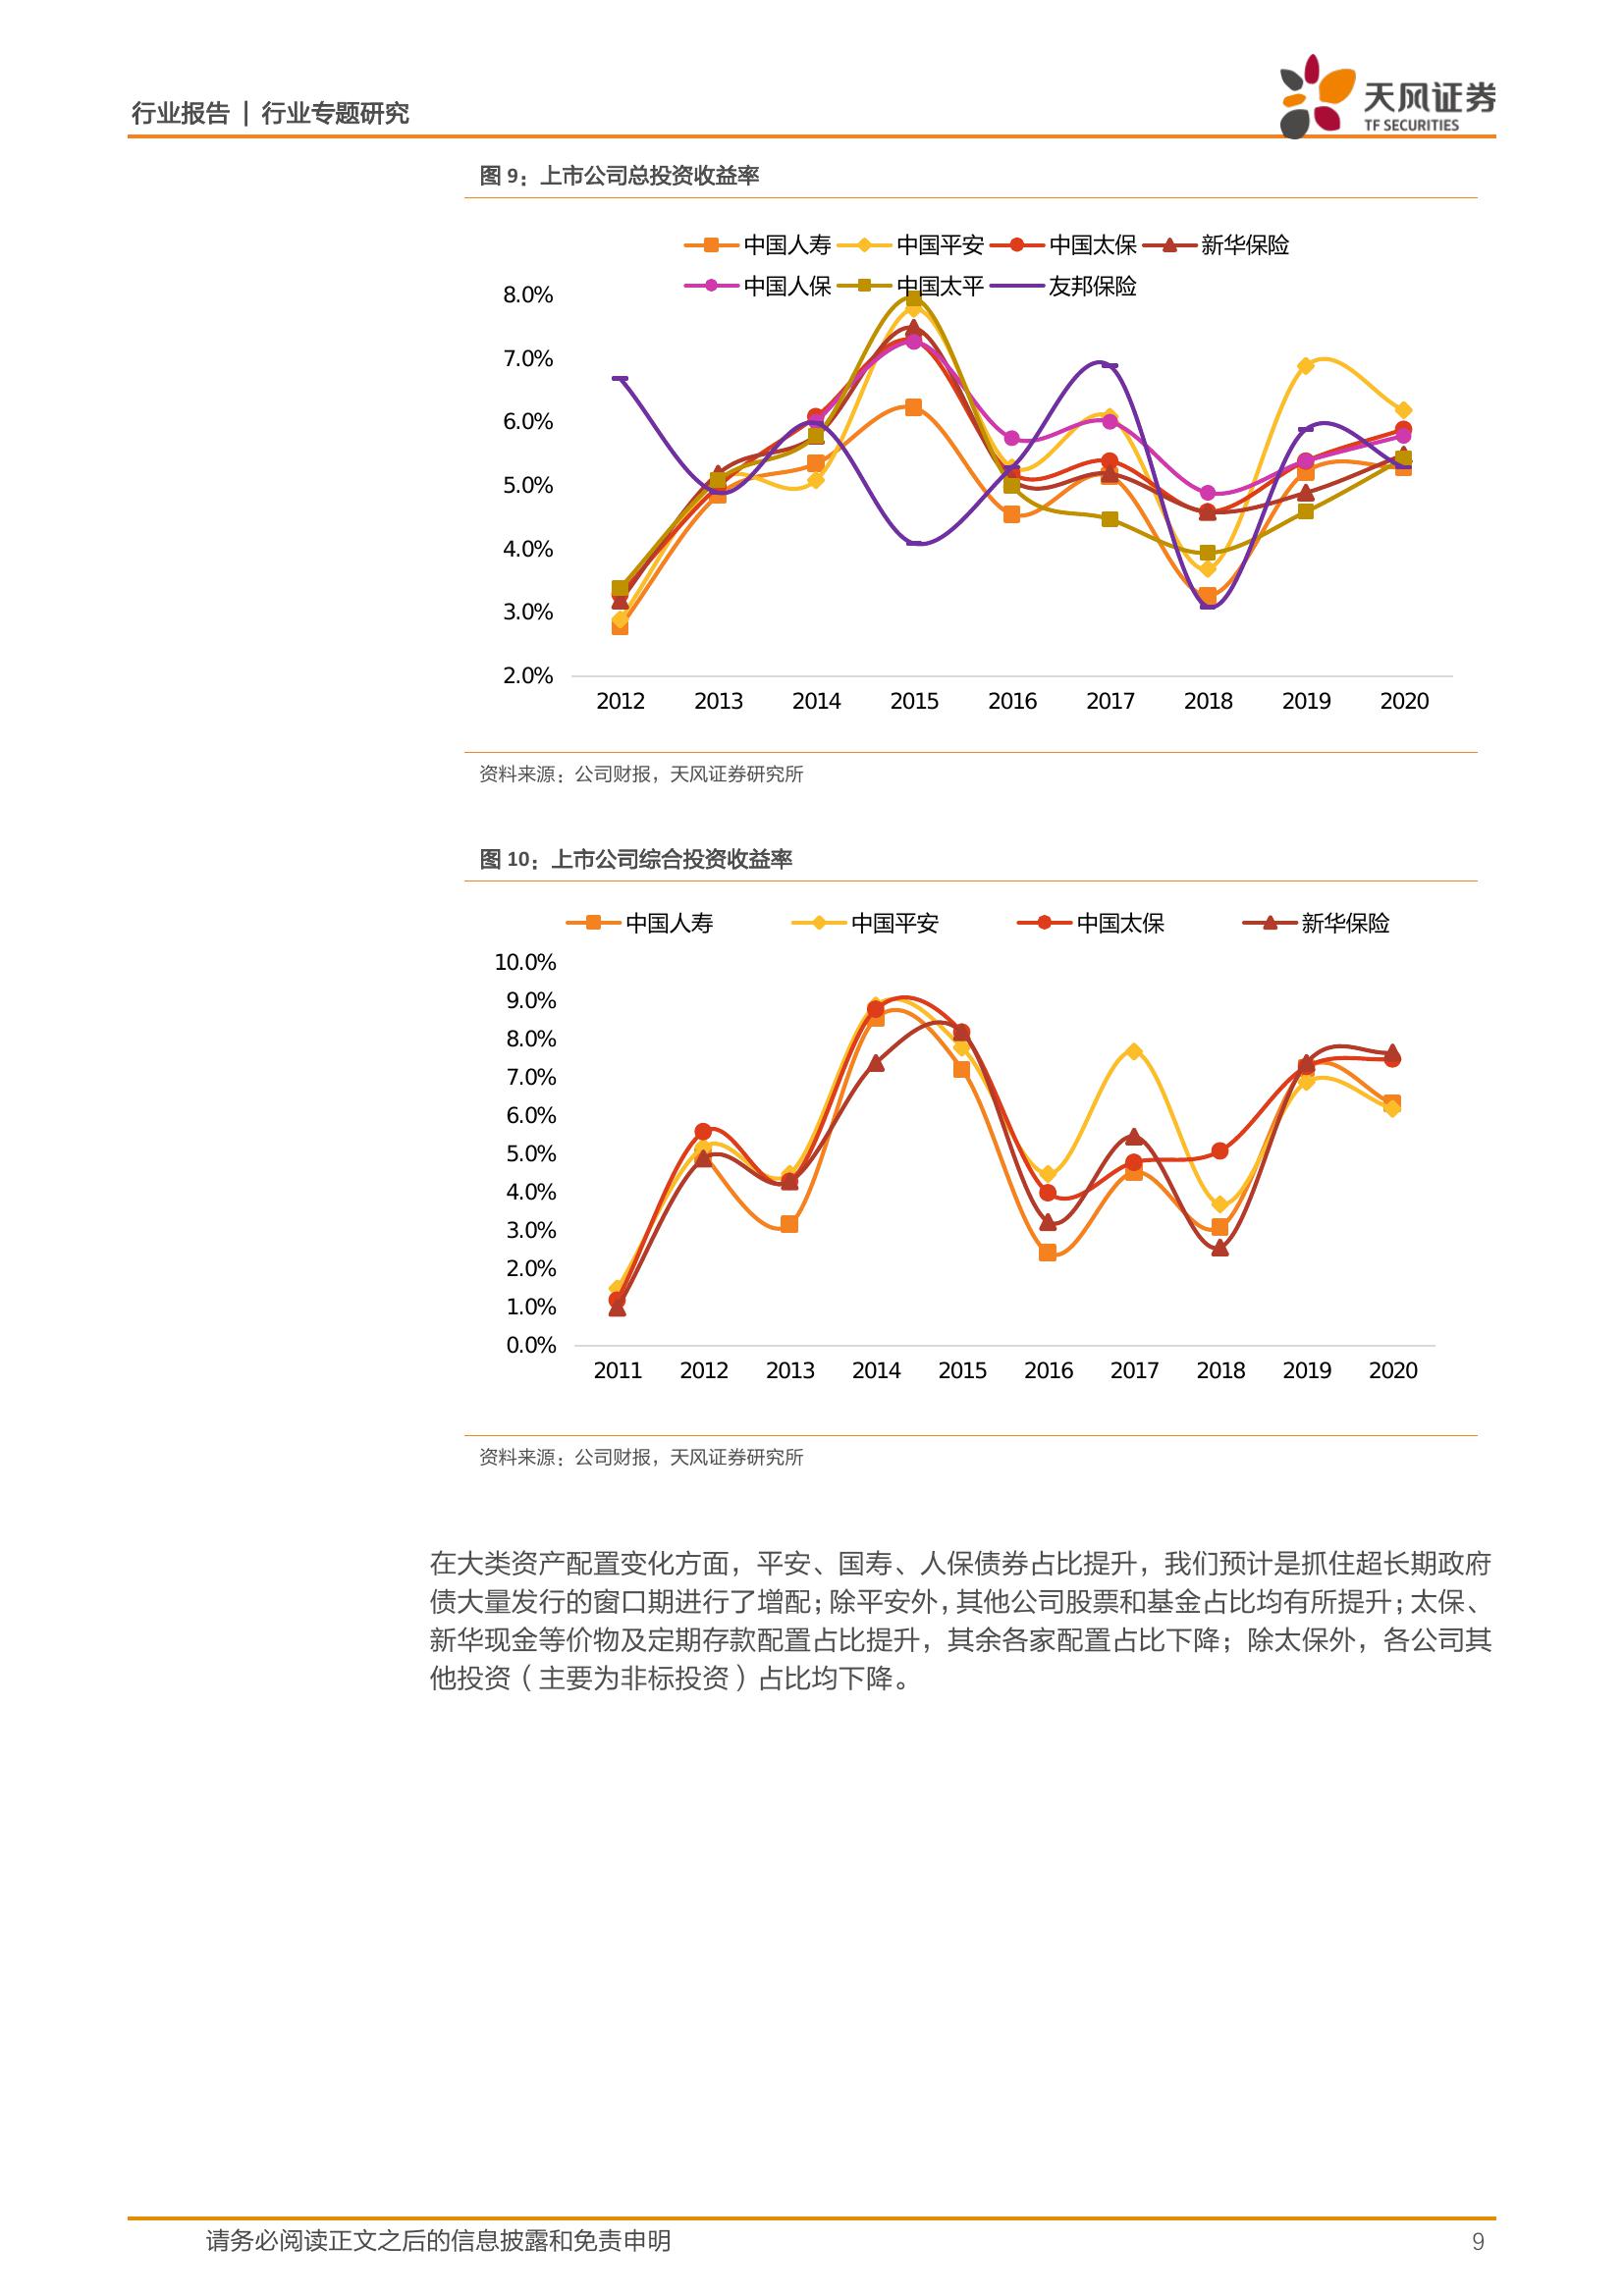 行业报告 | 行业专题研究
天风证券
TF SECURITIES
图 9：上市公司总投资收益率
中国人寿 中国平安 中国太保 新华保险
中国人保 中国太平 友邦保险
8.0%
7.0%
6.0%
5.0%
4.0%
3.0%
2.0%
2012 2013 2014 2015 2016 2017 2018 2019 2020
资料来源：公司财报，天风证券研究所
图 10：上市公司综合投资收益率
中国人寿 中国平安 中国太保 新华保险
10.0%
9.0%
8.0%
7.0%
6.0%
5.0%
4.0%
3.0%
2.0%
1.0%
0.0%
2011 2012 2013 2014 2015 2016 2017 2018 2019 2020
资料来源：公司财报，天风证券研究所
在大类资产配置变化方面，平安、国寿、人保债券占比提升，我们预计是抓住超长期政府
债大量发行的窗口期进行了增配；除平安外，其他公司股票和基金占比均有所提升；太保、
新华现金等价物及定期存款配置占比提升，其余各家配置占比下降；除太保外，各公司其
他投资（主要为非标投资）占比均下降。
请务必阅读正文之后的信息披露和免责申明 9